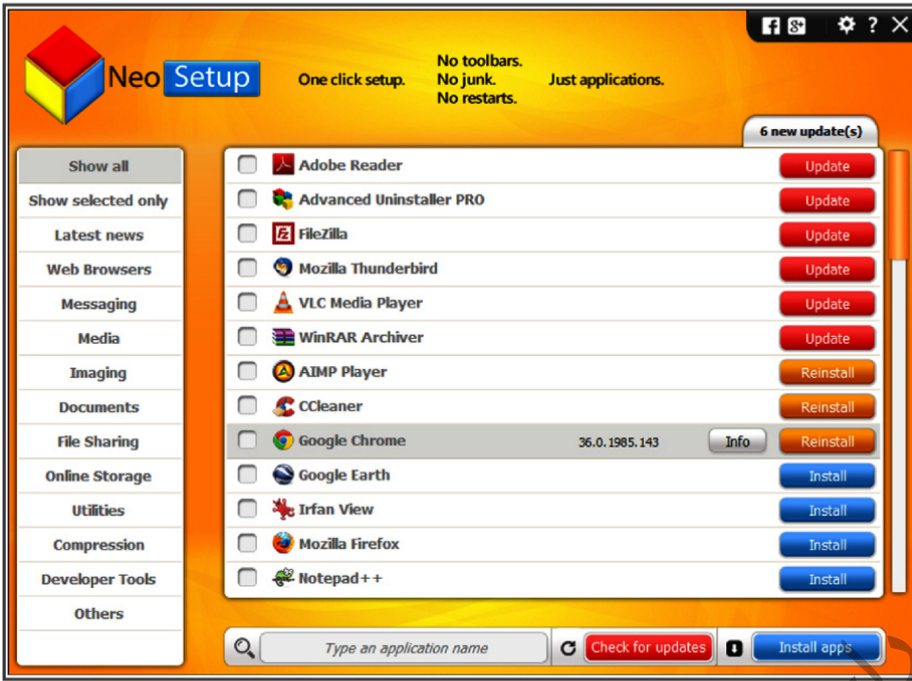 Neo Setup
One click setup.
No toolbars.
No junk.
No restarts.
Just applications.
?
6 new update(s)
Show all
Show selected only
Latest news
Web Browsers
Messaging
Media
Imaging
Documents
File Sharing
Online Storage
Utilities
Compression
Developer Tools
Others
Adobe Reader Update
Advanced Uninstaller PRO Update
FileZilla Update
Mozilla Thunderbird Update
VLC Media Player Update
WinRAR Archiver Update
AIMP Player Reinstall
CCleaner Reinstall
Google Chrome 36.0.1985.143 Info Reinstall
Google Earth Install
Irfan View Install
Mozilla Firefox Install
Notepad++ Install
Type an application name Check for updates Install apps